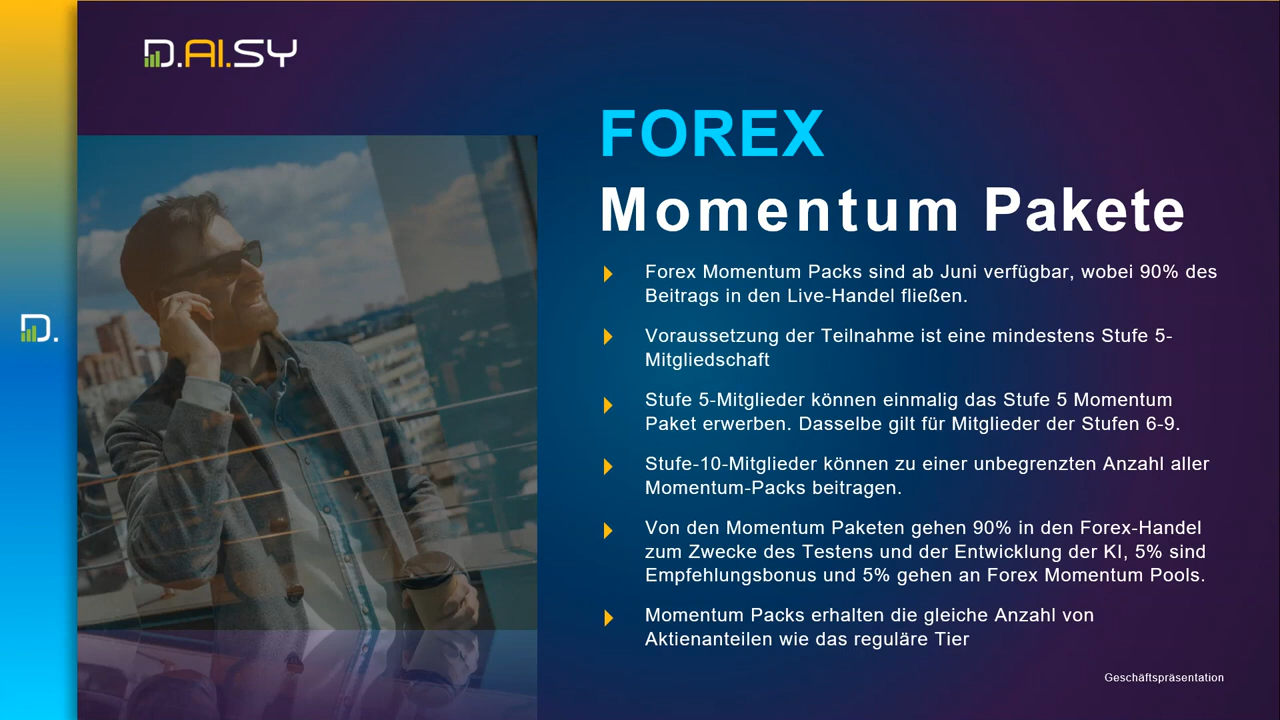 D.AI.SY
FOREX
Momentum Pakete
Forex Momentum Packs sind ab Juni verfügbar, wobei 90% des
Beitrags in den Live-Handel fließen.
Voraussetzung der Teilnahme ist eine mindestens Stufe 5-
Mitgliedschaft
Stufe 5-Mitglieder können einmalig das Stufe 5 Momentum
Paket erwerben. Dasselbe gilt für Mitglieder der Stufen 6-9.
Stufe-10-Mitglieder können zu einer unbegrenzten Anzahl aller
Momentum-Packs beitragen.
Von den Momentum Paketen gehen 90% in den Forex-Handel
zum Zwecke des Testens und der Entwicklung der KI, 5% sind
Empfehlungsbonus und 5% gehen an Forex Momentum Pools.
Momentum Packs erhalten die gleiche Anzahl von
Aktienanteilen wie das reguläre Tier
Geschäftspräsentation
D.